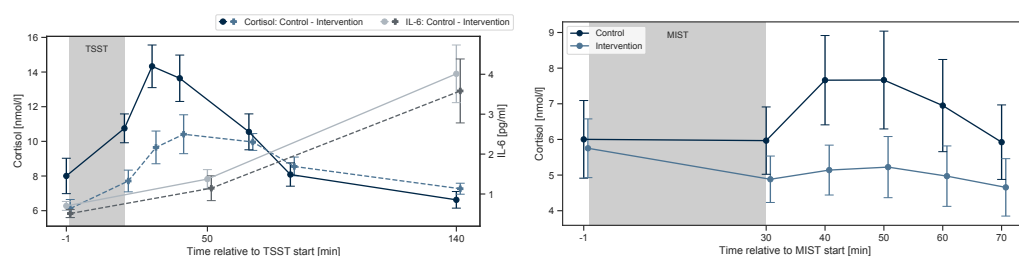 Cortisol: Control - Intervention
IL-6: Control - Intervention
16
14
12
10
8
6
Cortisol [nmol/l]
TSST
4
3
2
1
IL-6 [pg/ml]
-1
50
140
Time relative to TSST start [min]
9
8
7
6
5
4
Cortisol [nmol/l]
Control
Intervention
MIST
-1
30
40
50
60
70
Time relative to MIST start [min]